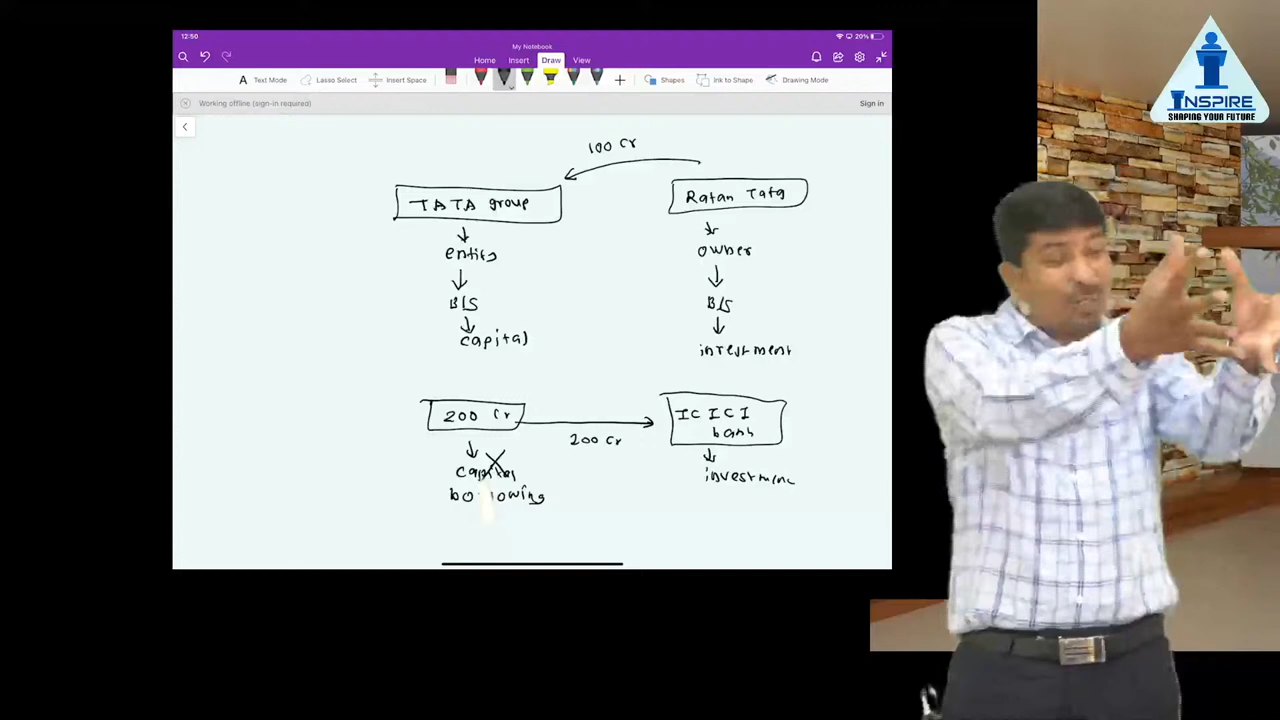 12:50
20%
My Notebook
Home Insert Draw View
Text Mode Lasso Select Insert Space Shapes Ink to Shape Drawing Mode
Working offline (sign-in required) Sign in
INSPIRE
SHAPING YOUR FUTURE
100 Cr
TATA group
Ratan Tata
entity
owner
B/S
B/S
capital
investment
200 Cr
200 Cr
ICICI
bank
capital
investment